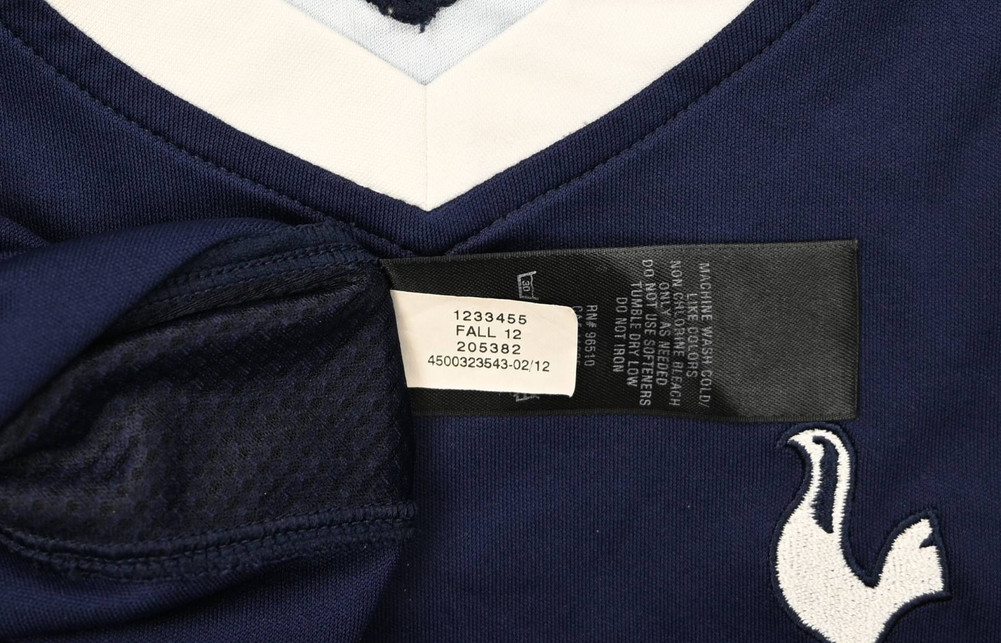 1233455
FALL 12
205382
4500323543-02/12
30
RN# 96510
MACHINE WASH COLD/
LIKE COLORS
NON-CHLORINE BLEACH
ONLY AS NEEDED
DO NOT USE SOFTENERS
TUMBLE DRY LOW
DO NOT IRON